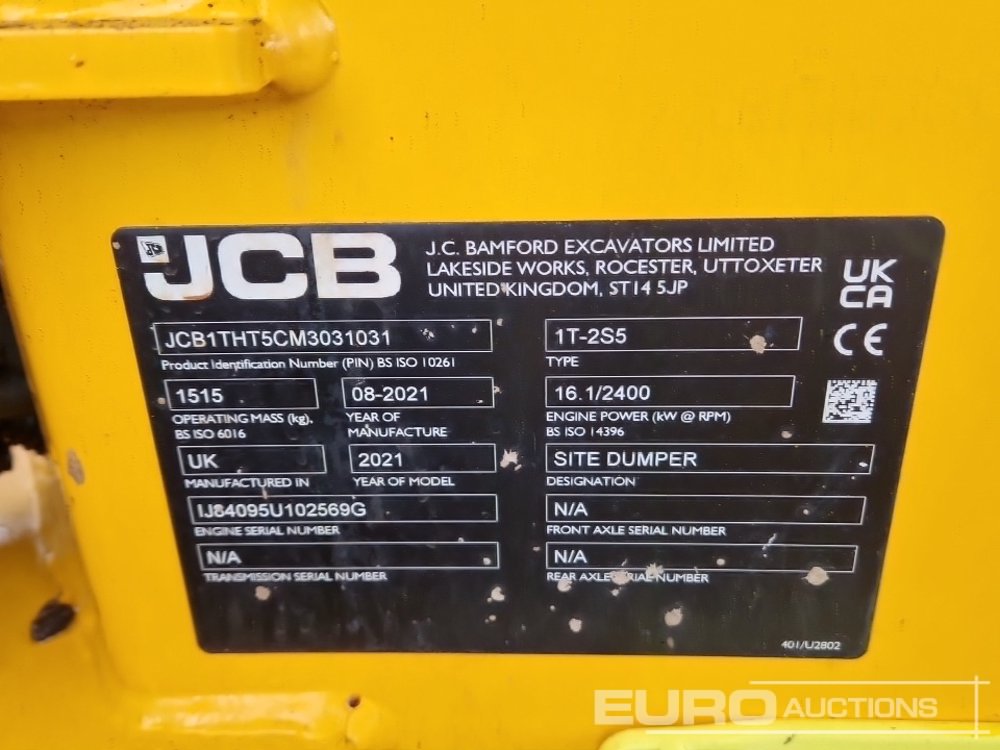 JCB
J.C. BAMFORD EXCAVATORS LIMITED
LAKESIDE WORKS, ROCESTER, UTTOXETER
UNITED KINGDOM, ST14 5JP
UK
CA
CE
JCB1THT5CM3031031
Product Identification Number (PIN) BS ISO 10261
1T-2S5
TYPE
1515
OPERATING MASS (kg),
BS ISO 6016
08-2021
YEAR OF
MANUFACTURE
16.1/2400
ENGINE POWER (kW @ RPM)
BS ISO 14396
UK
MANUFACTURED IN
2021
YEAR OF MODEL
SITE DUMPER
DESIGNATION
IJ84095U102569G
ENGINE SERIAL NUMBER
N/A
FRONT AXLE SERIAL NUMBER
N/A
TRANSMISSION SERIAL NUMBER
N/A
REAR AXLE SERIAL NUMBER
401/U2802
EURO AUCTIONS